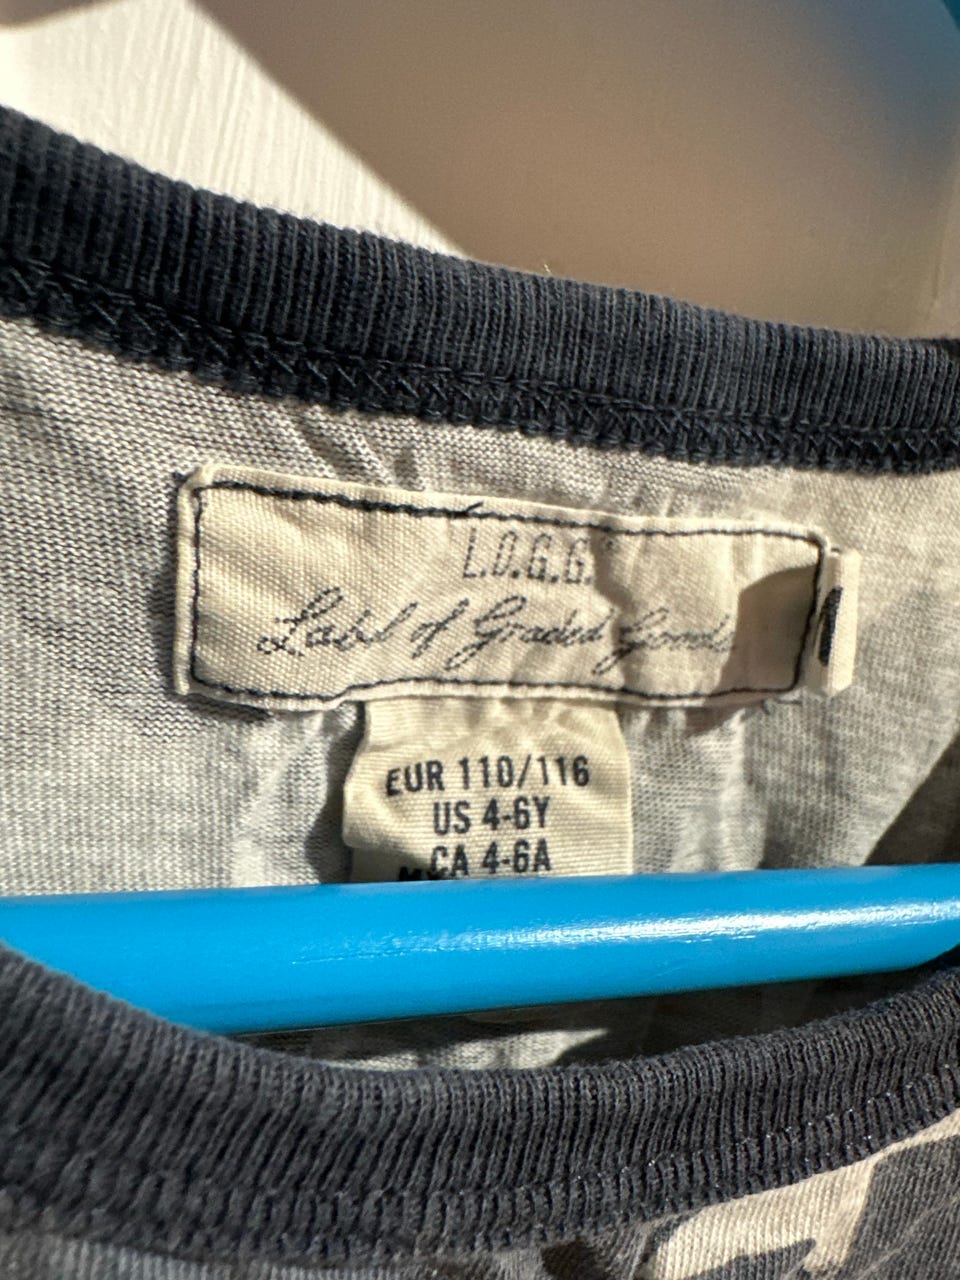 L.O.G.G.
Label of Graded Goods
EUR 110/116
US 4-6Y
CA 4-6A